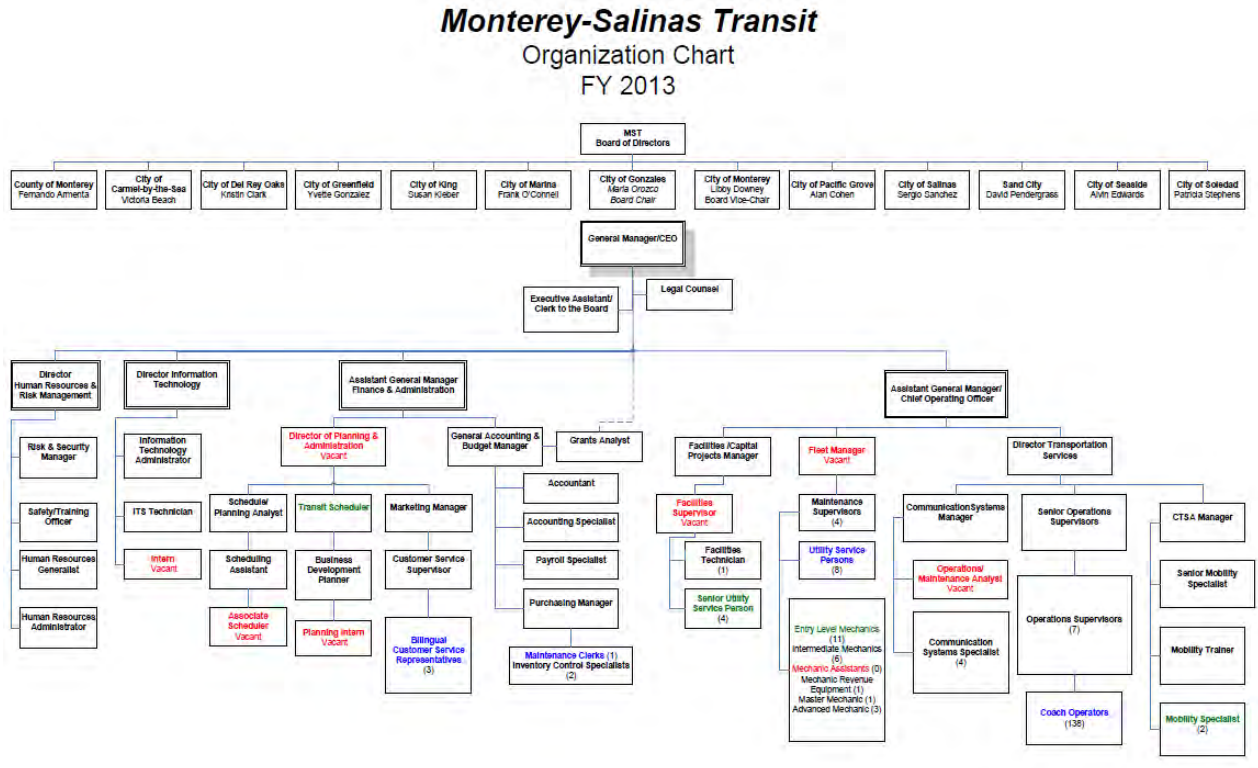 Monterey-Salinas Transit
Organization Chart
FY 2013
MST
Board of Directors
County of Monterey
Fernando Armenta
City of
Carmel-by-the-Sea
Victoria Beach
City of Del Rey Oaks
Kristin Clark
City of Greenfield
Yvette Gonzalez
City of King
Susan Kleber
City of Marina
Frank O'Connell
City of Gonzales
Maria Orozco
Board Chair
City of Monterey
Libby Downey
Board Vice-Chair
City of Pacific Grove
Alan Cohen
City of Salinas
Sergio Sanchez
Sand City
David Pendergrass
City of Seaside
Alvin Edwards
City of Soledad
Patricia Stephens
General Manager/CEO
Executive Assistant/
Clerk to the Board
Legal Counsel
Director
Human Resources &
Risk Management
Director Information
Technology
Assistant General Manager
Finance & Administration
Assistant General Manager/
Chief Operating Officer
Risk & Security
Manager
Safety/Training
Officer
Human Resources
Generalist
Human Resources
Administrator
Information
Technology
Administrator
ITS Technician
Intern
Vacant
Director of Planning &
Administration
Vacant
General Accounting &
Budget Manager
Grants Analyst
Schedule/
Planning Analyst
Transit Scheduler
Marketing Manager
Scheduling
Assistant
Business
Development
Planner
Customer Service
Supervisor
Associate
Scheduler
Vacant
Planning Intern
Vacant
Bilingual
Customer Service
Representatives
(3)
Accountant
Accounting Specialist
Payroll Specialist
Purchasing Manager
Maintenance Clerks (1)
Inventory Control Specialists
(2)
Facilities /Capital
Projects Manager
Fleet Manager
Vacant
Director Transportation
Services
Facilities
Supervisor
Vacant
Facilities
Technician
(1)
Senior Utility
Service Person
(4)
Maintenance
Supervisors
(4)
Utility Service
Persons
(8)
Entry Level Mechanics
(11)
Intermediate Mechanics
(6)
Mechanic Assistants (0)
Mechanic Revenue
Equipment (1)
Master Mechanic (1)
Advanced Mechanic (3)
CommunicationSystems
Manager
Operations/
Maintenance Analyst
Vacant
Communication
Systems Specialist
(4)
Senior Operations
Supervisors
Operations Supervisors
(7)
Coach Operators
(138)
CTSA Manager
Senior Mobility
Specialist
Mobility Trainer
Mobility Specialist
(2)